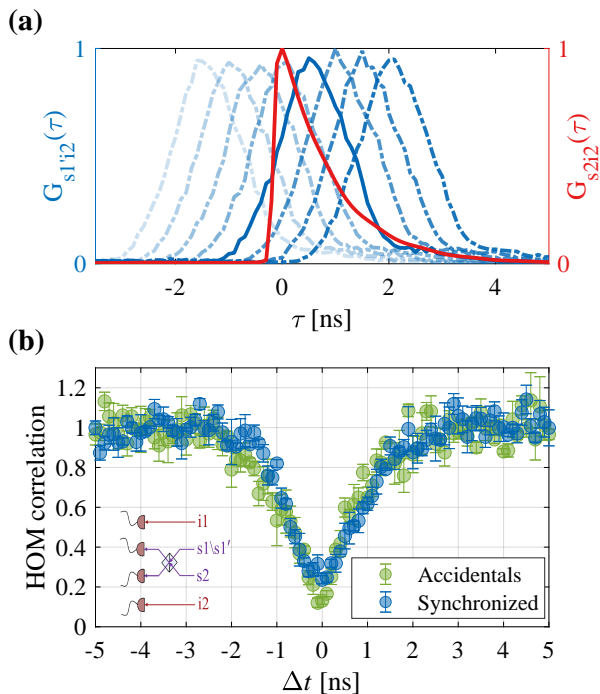 (a)
1
1
G_{s1'i2}(τ)
G_{s2i2}(τ)
0
0
-2 0 2 4
τ [ns]
(b)
HOM correlation
1.2
1
0.8
0.6
0.4
0.2
0
i1
s1\s1′
s2
i2
Accidentals
Synchronized
-5 -4 -3 -2 -1 0 1 2 3 4 5
Δt [ns]